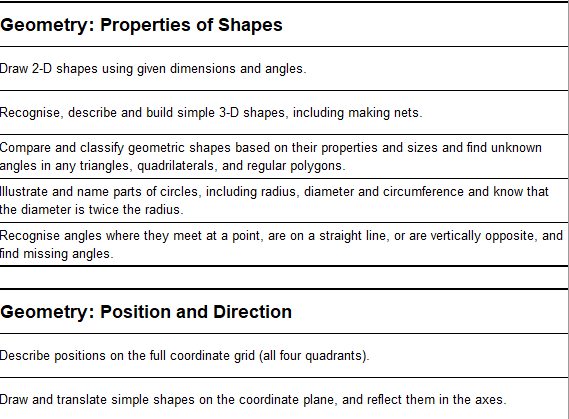 Geometry: Properties of Shapes
Draw 2-D shapes using given dimensions and angles.
Recognise, describe and build simple 3-D shapes, including making nets.
Compare and classify geometric shapes based on their properties and sizes and find unknown
angles in any triangles, quadrilaterals, and regular polygons.
Illustrate and name parts of circles, including radius, diameter and circumference and know that
the diameter is twice the radius.
Recognise angles where they meet at a point, are on a straight line, or are vertically opposite, and
find missing angles.
Geometry: Position and Direction
Describe positions on the full coordinate grid (all four quadrants).
Draw and translate simple shapes on the coordinate plane, and reflect them in the axes.